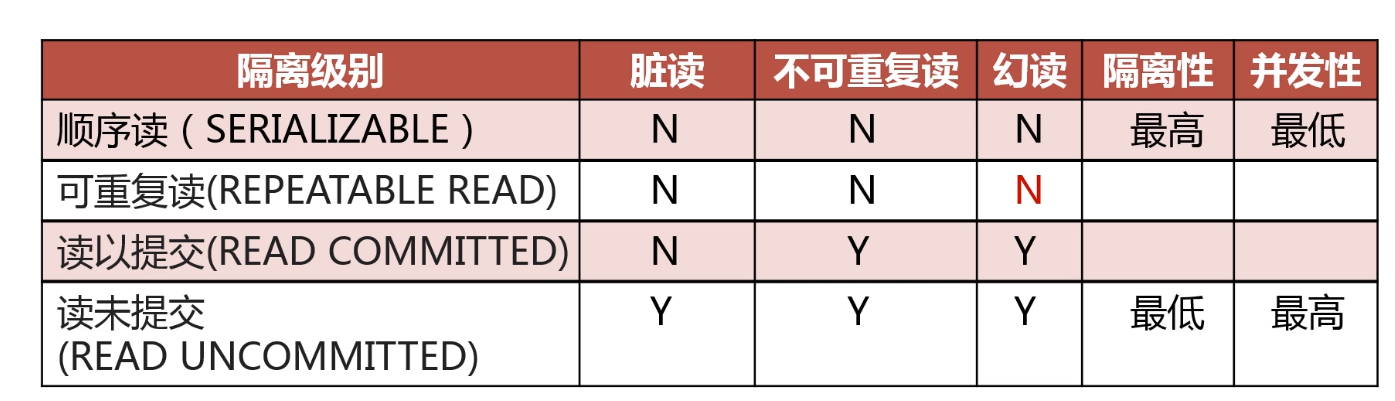 隔离级别 脏读 不可重复读 幻读 隔离性 并发性
顺序读（SERIALIZABLE） N N N 最高 最低
可重复读(REPEATABLE READ) N N N
读以提交(READ COMMITTED) N Y Y
读未提交 Y Y Y 最低 最高
(READ UNCOMMITTED)